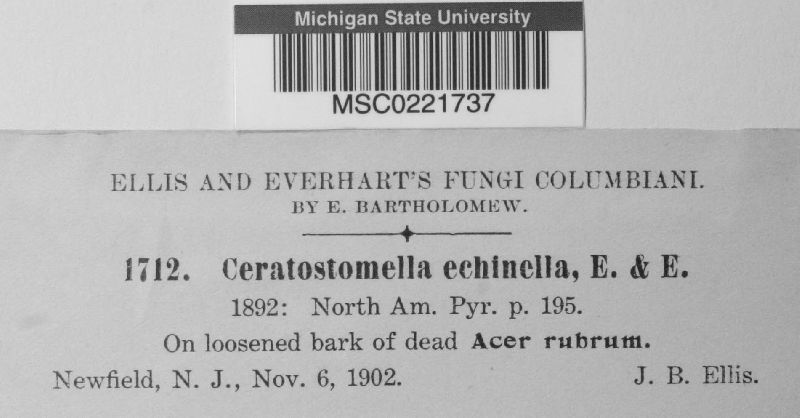 Michigan State University
MSC0221737
ELLIS AND EVERHART'S FUNGI COLUMBIANI.
BY E. BARTHOLOMEW.
1712. Ceratostomella echinella, E. & E.
1892: North Am. Pyr. p. 195.
On loosened bark of dead Acer rubrum.
Newfield, N. J., Nov. 6, 1902. J. B. Ellis.